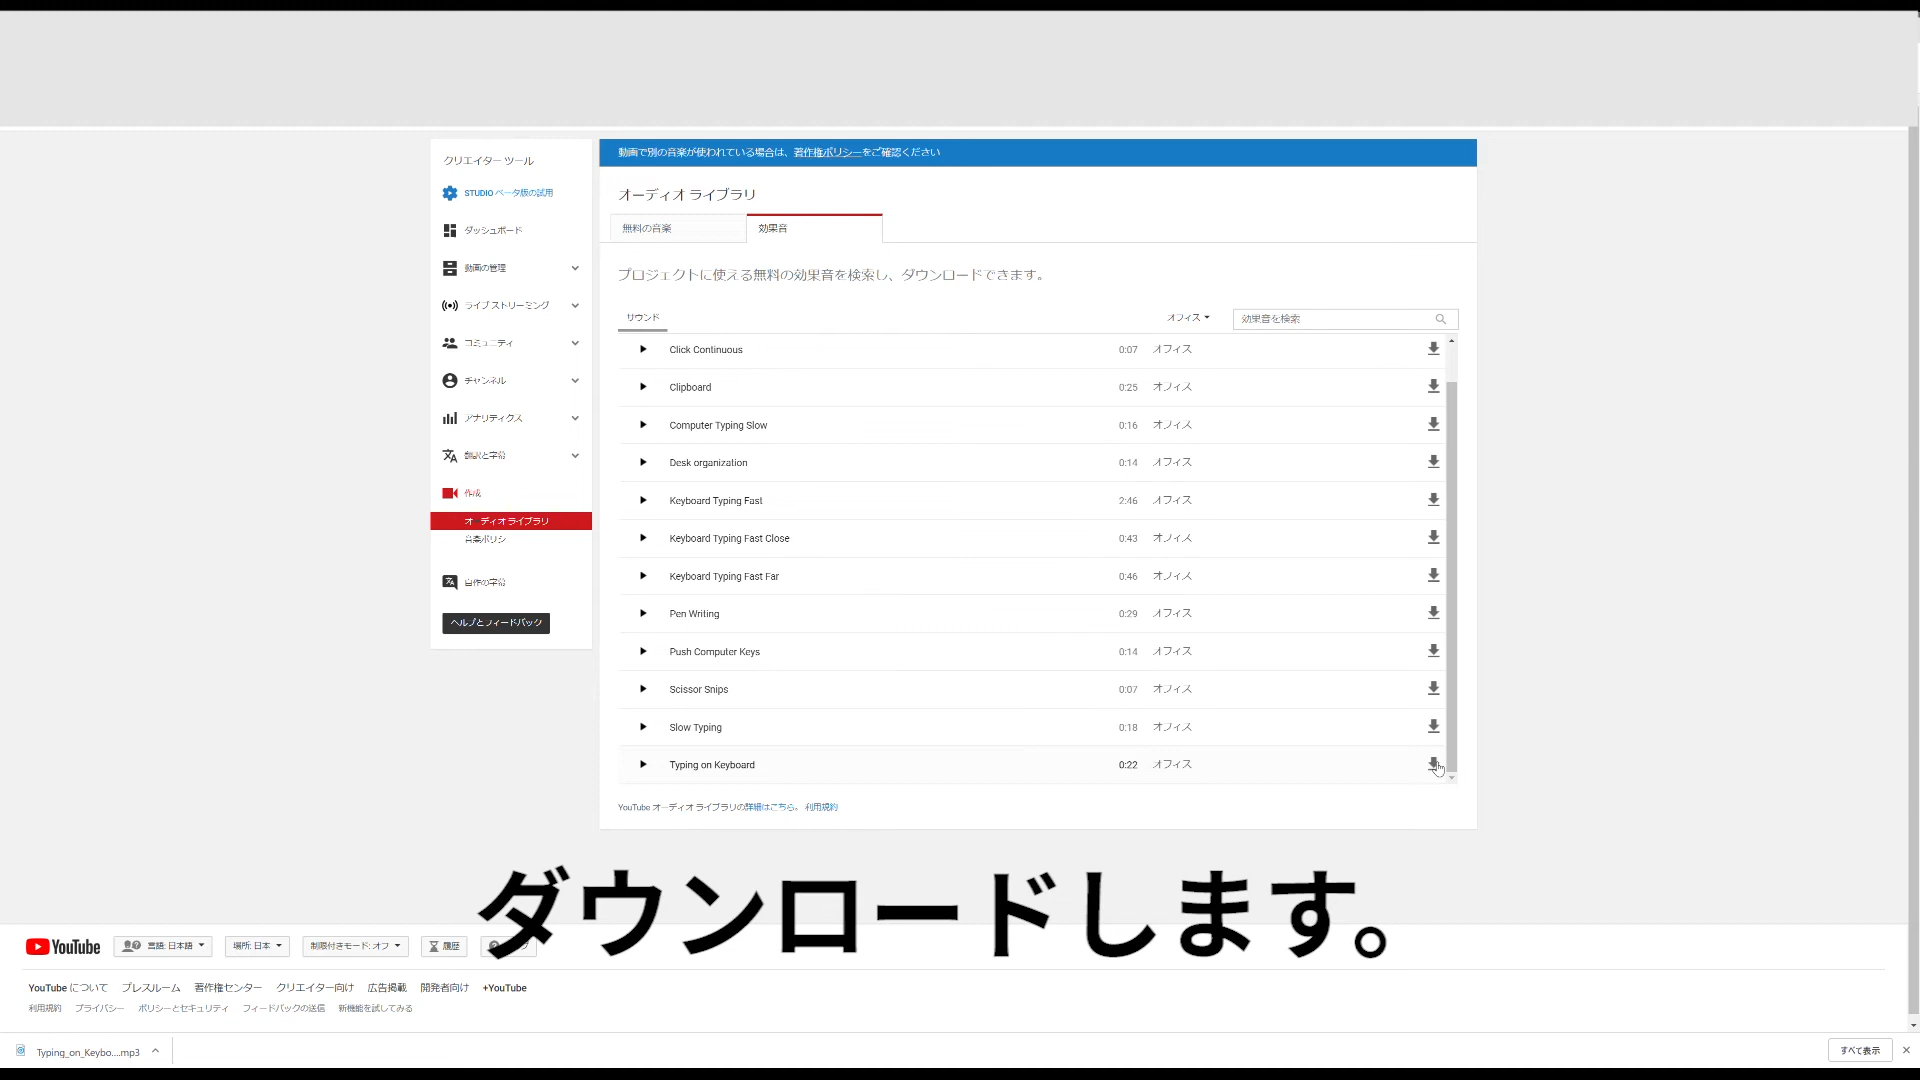 クリエイター ツール
STUDIO ベータ版の試用
ダッシュボード
動画の管理
ライブ ストリーミング
コミュニティ
チャンネル
アナリティクス
翻訳と字幕
作成
オーディオ ライブラリ
音楽ポリシ
自作の字幕
ヘルプとフィードバック
動画で別の音楽が使われている場合は、著作権ポリシーをご確認ください
オーディオ ライブラリ
無料の音楽 効果音
プロジェクトに使える無料の効果音を検索し、ダウンロードできます。
サウンド オフィス 効果音を検索
Click Continuous 0:07 オフィス
Clipboard 0:25 オフィス
Computer Typing Slow 0:16 オフィス
Desk organization 0:14 オフィス
Keyboard Typing Fast 2:46 オフィス
Keyboard Typing Fast Close 0:43 オフィス
Keyboard Typing Fast Far 0:46 オフィス
Pen Writing 0:29 オフィス
Push Computer Keys 0:14 オフィス
Scissor Snips 0:07 オフィス
Slow Typing 0:18 オフィス
Typing on Keyboard 0:22 オフィス
YouTube オーディオ ライブラリの詳細はこちら。 利用規約
ダウンロードします。
YouTube 言語: 日本語 場所: 日本 制限付きモード: オフ 履歴
YouTube について プレスルーム 著作権センター クリエイター向け 広告掲載 開発者向け +YouTube
利用規約 プライバシー ポリシーとセキュリティ フィードバックの送信 新機能を試してみる
Typing_on_Keybo....mp3 すべて表示